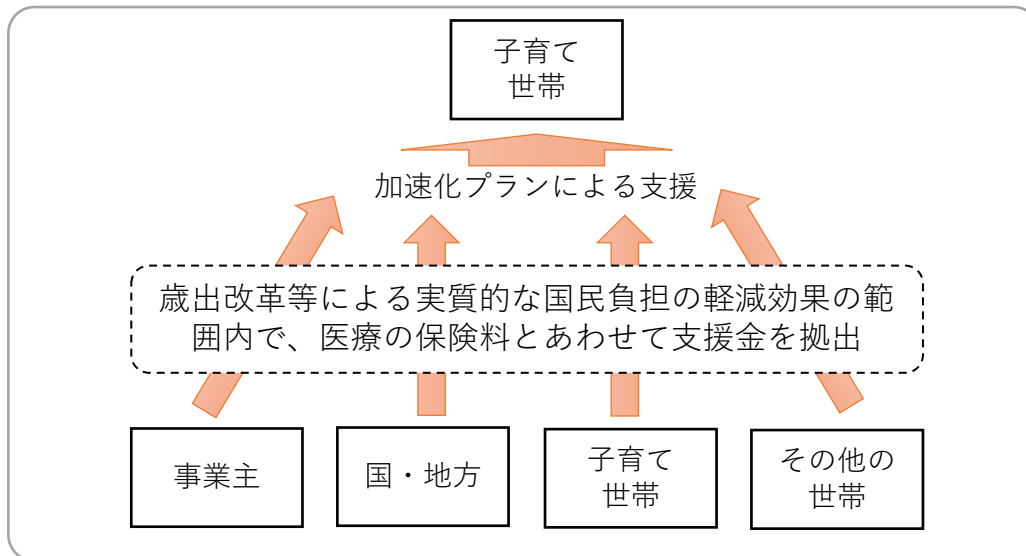 子育て
世帯
加速化プランによる支援
歳出改革等による実質的な国民負担の軽減効果の範
囲内で、医療の保険料とあわせて支援金を拠出
事業主
国・地方
子育て
世帯
その他の
世帯